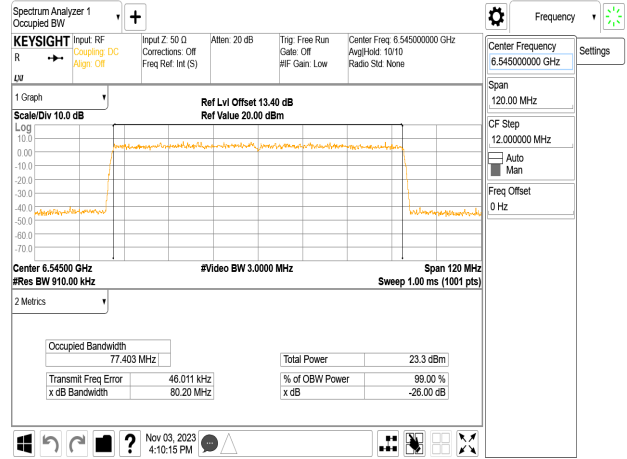 Spectrum Analyzer 1
Occupied BW
Frequency
KEYSIGHT
Input: RF
Coupling: DC
Align: Off
Input Z: 50 Ω
Corrections: Off
Freq Ref: Int (S)
Atten: 20 dB
Trig: Free Run
Gate: Off
#IF Gain: Low
Center Freq: 6.545000000 GHz
Avg|Hold: 10/10
Radio Std: None
R
LXI
Center Frequency
6.545000000 GHz
Settings
Span
120.00 MHz
CF Step
12.000000 MHz
Auto
Man
Freq Offset
0 Hz
1 Graph
Scale/Div 10.0 dB
Ref Lvl Offset 13.40 dB
Ref Value 20.00 dBm
Log
10.0
0.00
-10.0
-20.0
-30.0
-40.0
-50.0
-60.0
-70.0
Center 6.54500 GHz
#Video BW 3.0000 MHz
Span 120 MHz
#Res BW 910.00 kHz
Sweep 1.00 ms (1001 pts)
2 Metrics
Occupied Bandwidth
77.403 MHz
Total Power 23.3 dBm
Transmit Freq Error 46.011 kHz
% of OBW Power 99.00 %
x dB Bandwidth 80.20 MHz
x dB -26.00 dB
?
Nov 03, 2023
4:10:15 PM